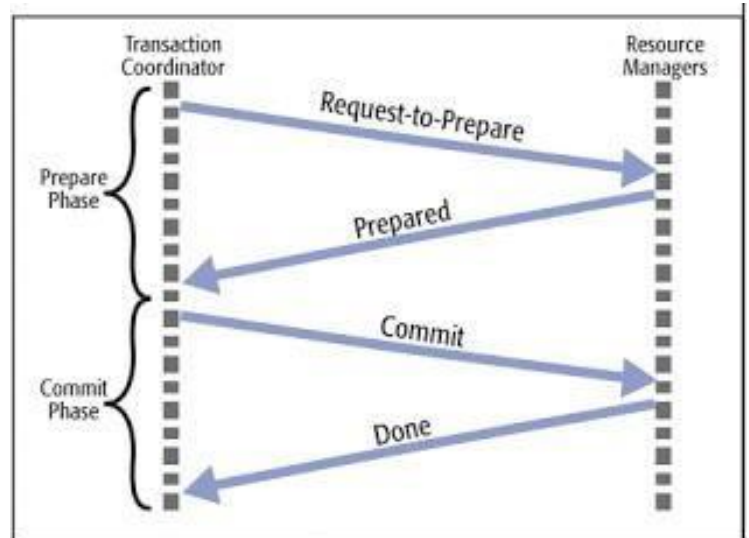 Transaction
Coordinator
Resource
Managers
Request-to-Prepare
Prepare
Phase
Prepared
Commit
Commit
Phase
Done